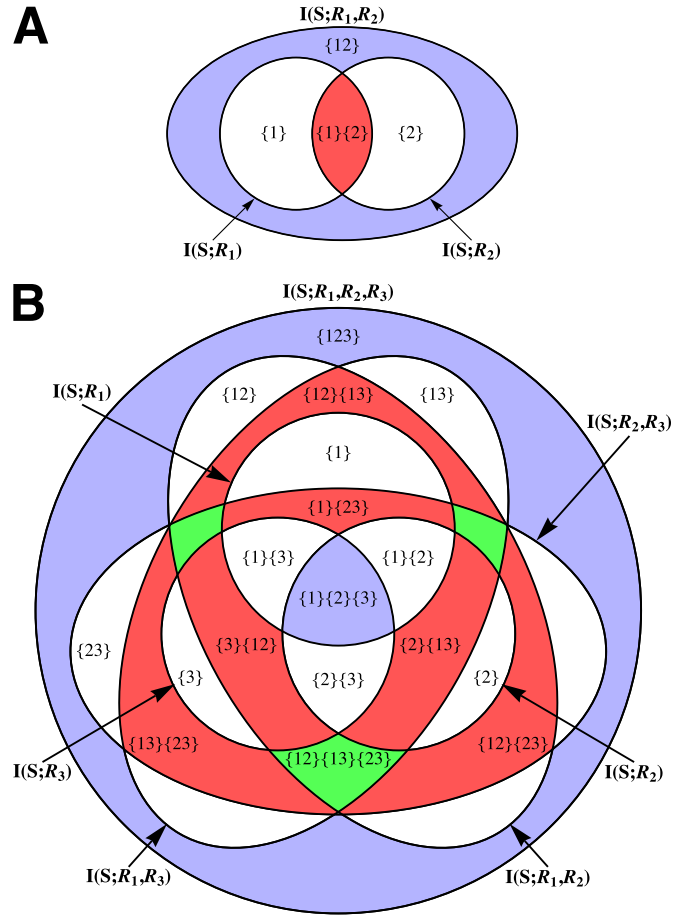 A
I(S;R₁,R₂)
{12}
{1}
{1}{2}
{2}
I(S;R₁)
I(S;R₂)
B
I(S;R₁,R₂,R₃)
{123}
I(S;R₁)
{12}
{12}{13}
{13}
I(S;R₂,R₃)
{1}
{1}{23}
{1}{3}
{1}{2}
{1}{2}{3}
{23}
{3}{12}
{2}{13}
{3}
{2}{3}
{2}
{13}{23}
{12}{13}{23}
{12}{23}
I(S;R₃)
I(S;R₂)
I(S;R₁,R₃)
I(S;R₁,R₂)